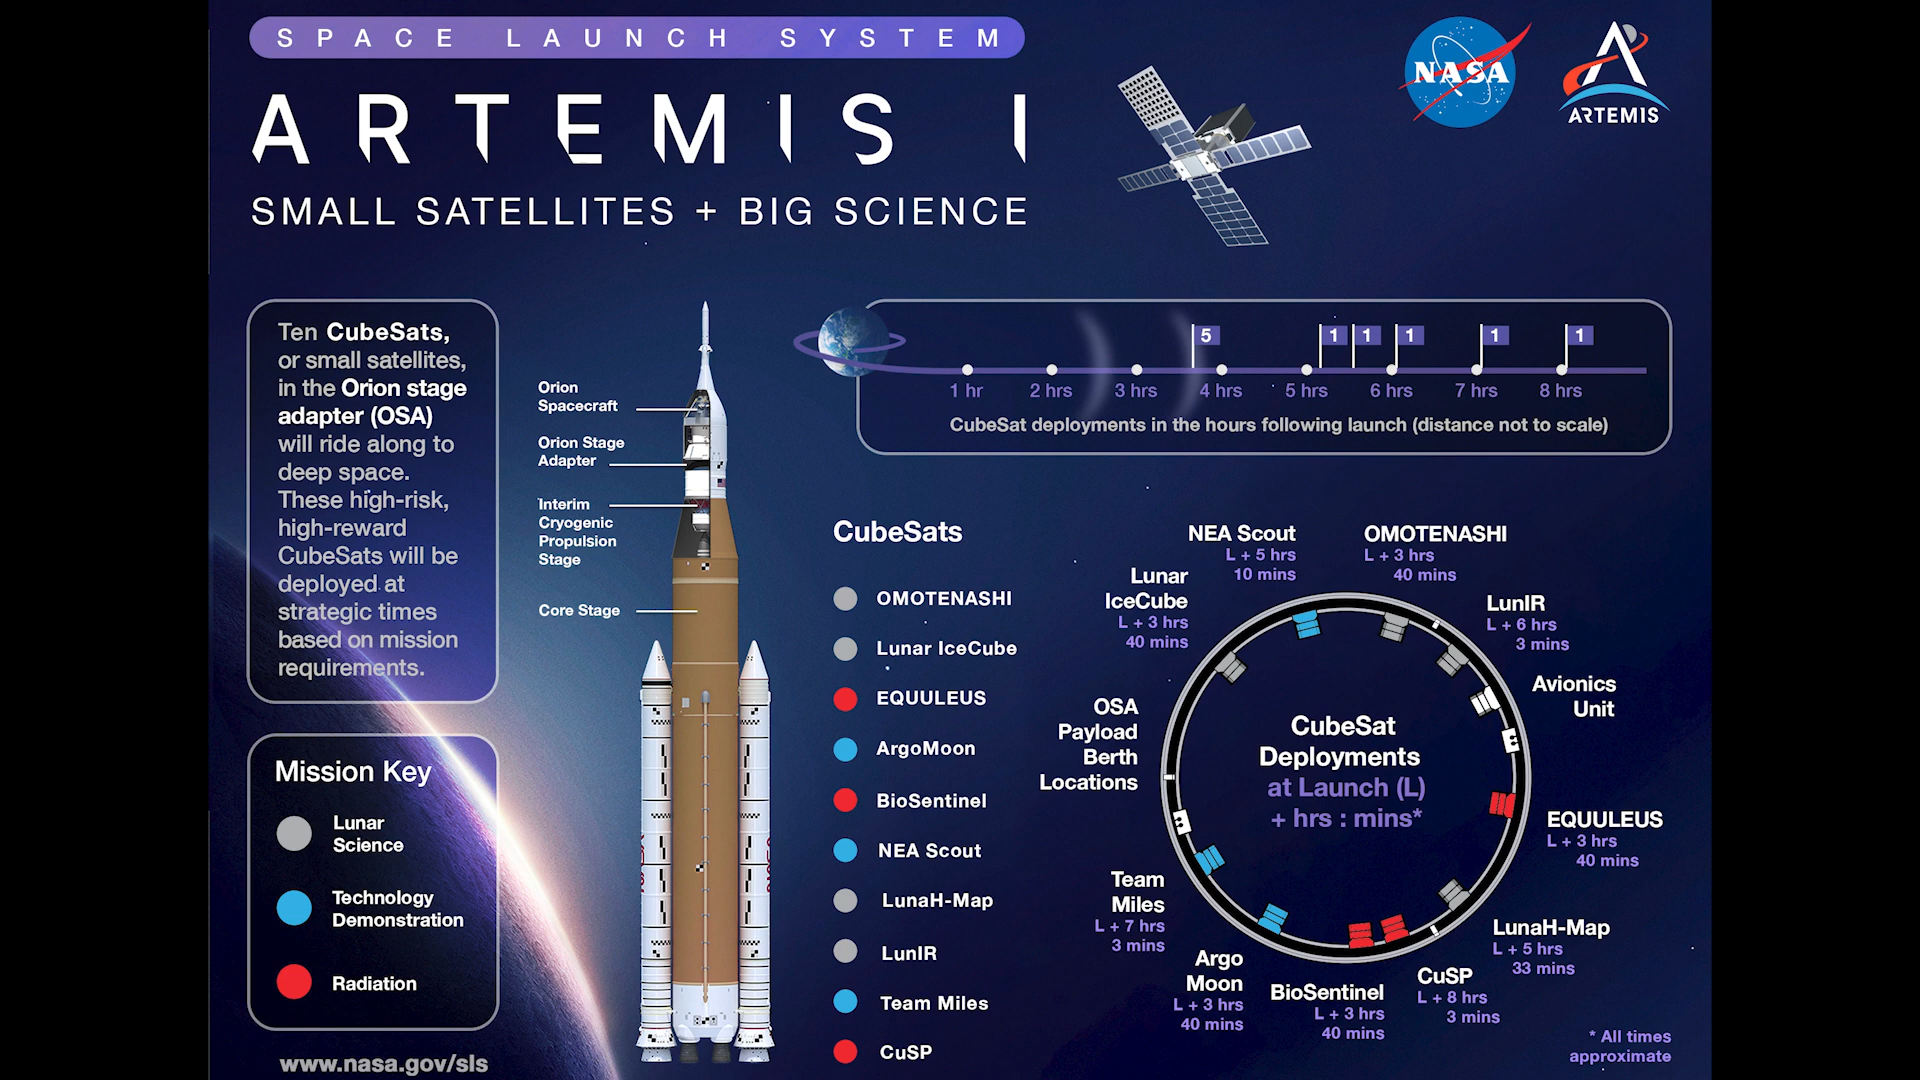 SPACE LAUNCH SYSTEM
ARTEMIS I
SMALL SATELLITES + BIG SCIENCE
NASA
ARTEMIS
Ten CubeSats,
or small satellites,
in the Orion stage
adapter (OSA)
will ride along to
deep space.
These high-risk,
high-reward
CubeSats will be
deployed at
strategic times
based on mission
requirements.
Mission Key
Lunar
Science
Technology
Demonstration
Radiation
www.nasa.gov/sls
Orion
Spacecraft
Orion Stage
Adapter
Interim
Cryogenic
Propulsion
Stage
Core Stage
5
1
1
1
1
1
1 hr
2 hrs
3 hrs
4 hrs
5 hrs
6 hrs
7 hrs
8 hrs
CubeSat deployments in the hours following launch (distance not to scale)
CubeSats
OMOTENASHI
Lunar IceCube
EQUULEUS
ArgoMoon
BioSentinel
NEA Scout
LunaH-Map
LunIR
Team Miles
CuSP
NEA Scout
L + 5 hrs
10 mins
OMOTENASHI
L + 3 hrs
40 mins
Lunar
IceCube
L + 3 hrs
40 mins
LunIR
L + 6 hrs
3 mins
Avionics
Unit
OSA
Payload
Berth
Locations
CubeSat
Deployments
at Launch (L)
+ hrs : mins*
EQUULEUS
L + 3 hrs
40 mins
Team
Miles
L + 7 hrs
3 mins
LunaH-Map
L + 5 hrs
33 mins
Argo
Moon
L + 3 hrs
40 mins
BioSentinel
L + 3 hrs
40 mins
CuSP
L + 8 hrs
3 mins
* All times
approximate